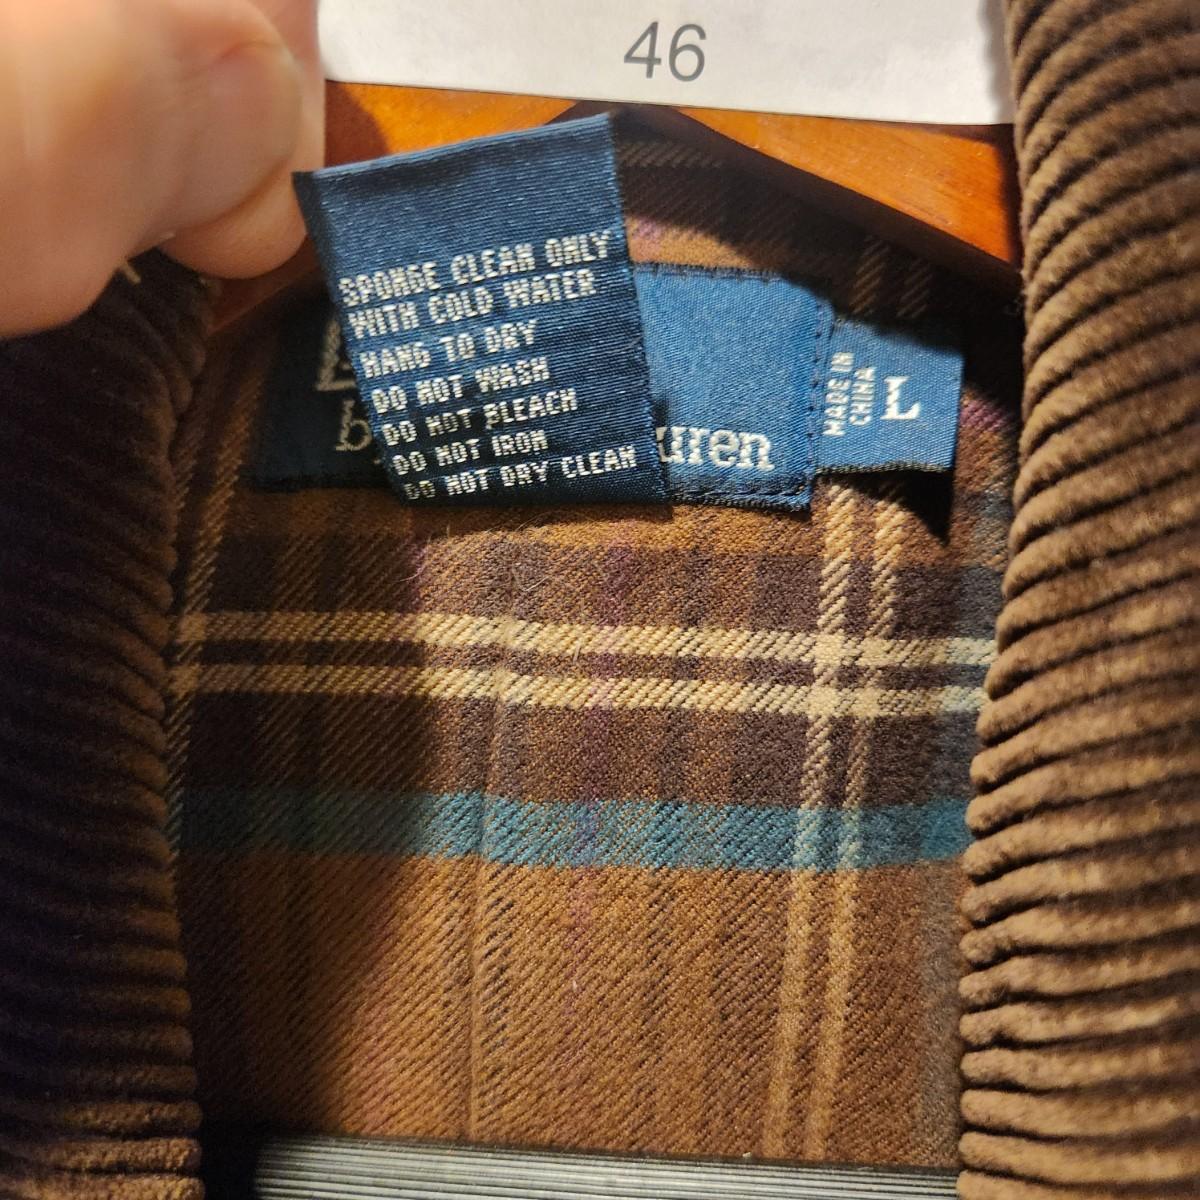 46
SPONGE CLEAN ONLY
WITH COLD WATER
HANG TO DRY
DO NOT WASH
DO NOT BLEACH
DO NOT IRON
DO NOT DRY CLEAN
MADE IN
CHINA
L